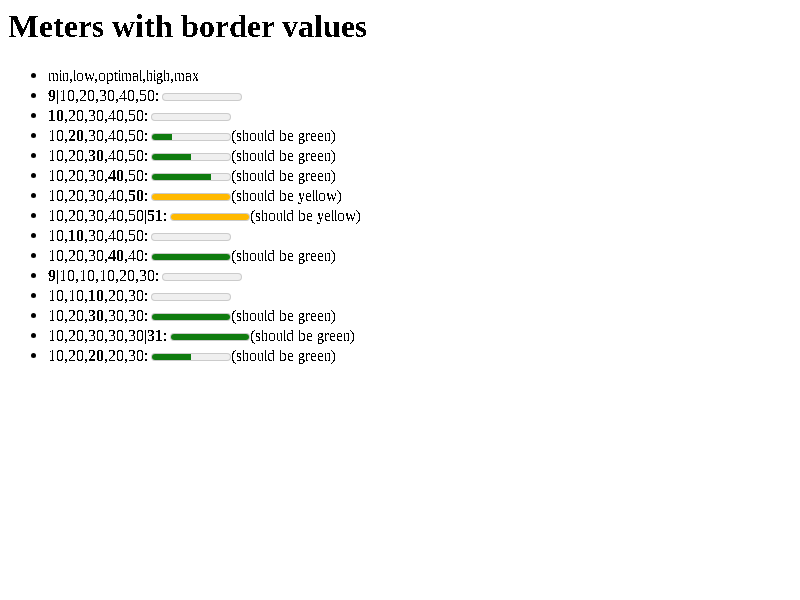 Meters with border values
min,low,optimal,high,max
9|10,20,30,40,50:
10,20,30,40,50:
10,20,30,40,50: (should be green)
10,20,30,40,50: (should be green)
10,20,30,40,50: (should be green)
10,20,30,40,50: (should be yellow)
10,20,30,40,50|51: (should be yellow)
10,10,30,40,50:
10,20,30,40,40: (should be green)
9|10,10,10,20,30:
10,10,10,20,30:
10,20,30,30,30: (should be green)
10,20,30,30,30|31: (should be green)
10,20,20,20,30: (should be green)